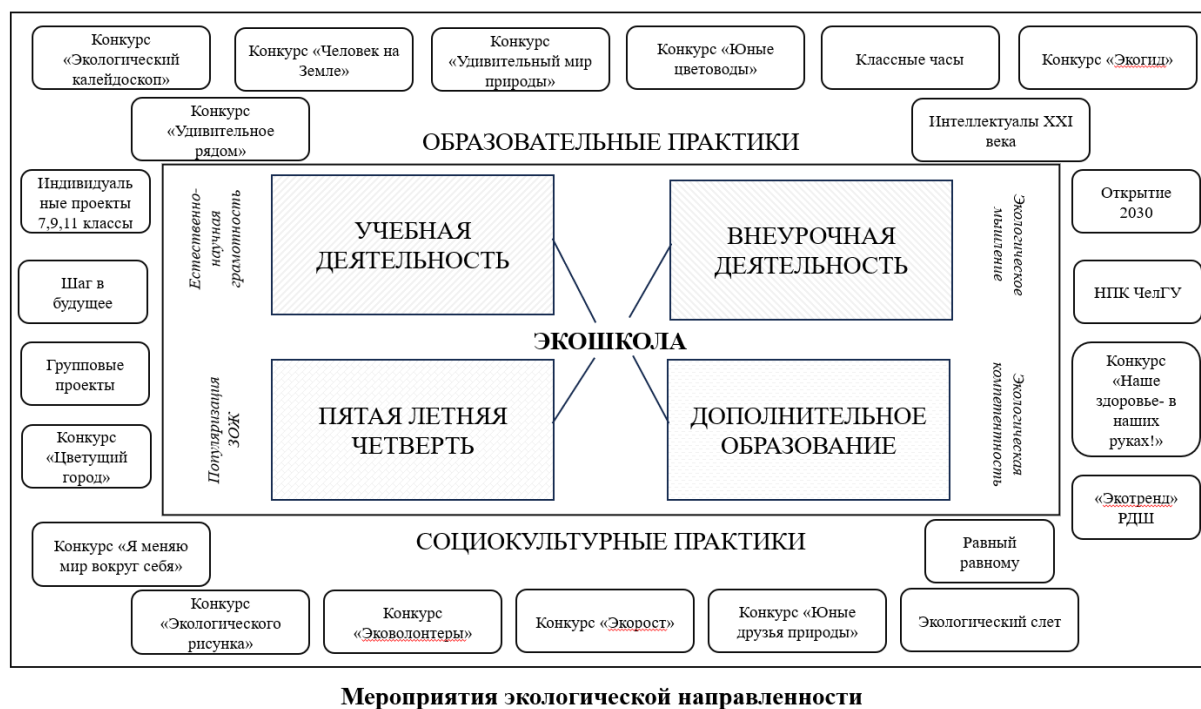 Конкурс
«Экологический
калейдоскоп»
Конкурс «Человек на
Земле»
Конкурс
«Удивительный мир
природы»
Конкурс «Юные
цветоводы»
Классные часы
Конкурс «Экогид»
Конкурс
«Удивительное
рядом»
ОБРАЗОВАТЕЛЬНЫЕ ПРАКТИКИ
Интеллектуалы XXI
века
Индивидуаль
ные проекты
7,9,11 классы
Шаг в
будущее
Групповые
проекты
Конкурс
«Цветущий
город»
Естественно-
научная
грамотность
УЧЕБНАЯ
ДЕЯТЕЛЬНОСТЬ
ВНЕУРОЧНАЯ
ДЕЯТЕЛЬНОСТЬ
Экологическое
мышление
ЭКОШКОЛА
Популяризация
ЗОЖ
ПЯТАЯ ЛЕТНЯЯ
ЧЕТВЕРТЬ
ДОПОЛНИТЕЛЬНОЕ
ОБРАЗОВАНИЕ
Экологическая
компетентность
Открытие
2030
НПК ЧелГУ
Конкурс
«Наше
здоровье- в
наших
руках!»
«Экотренд»
РДШ
Конкурс «Я меняю
мир вокруг себя»
СОЦИОКУЛЬТУРНЫЕ ПРАКТИКИ
Равный
равному
Конкурс
«Экологического
рисунка»
Конкурс
«Эковолонтеры»
Конкурс «Экорост»
Конкурс «Юные
друзья природы»
Экологический слет
Мероприятия экологической направленности